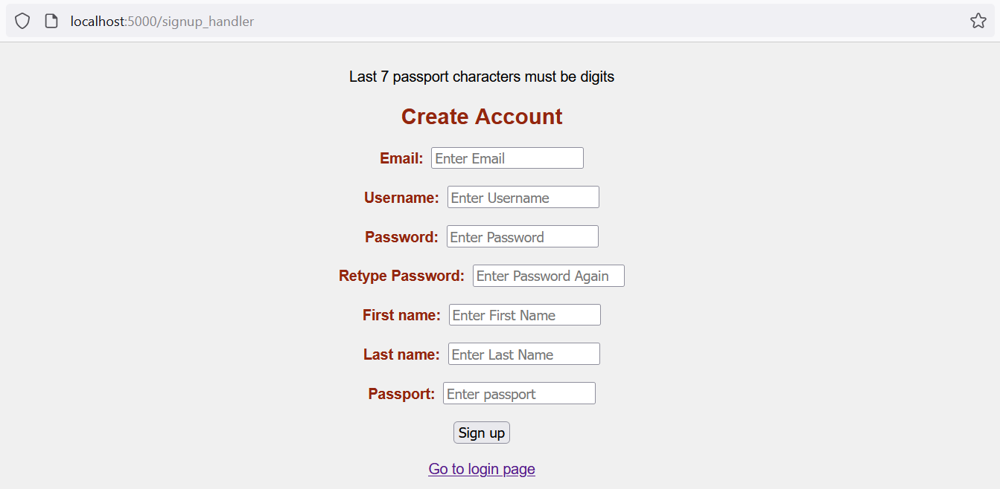 localhost:5000/signup_handler
Last 7 passport characters must be digits
Create Account
Email: Enter Email
Username: Enter Username
Password: Enter Password
Retype Password: Enter Password Again
First name: Enter First Name
Last name: Enter Last Name
Passport: Enter passport
Sign up
Go to login page